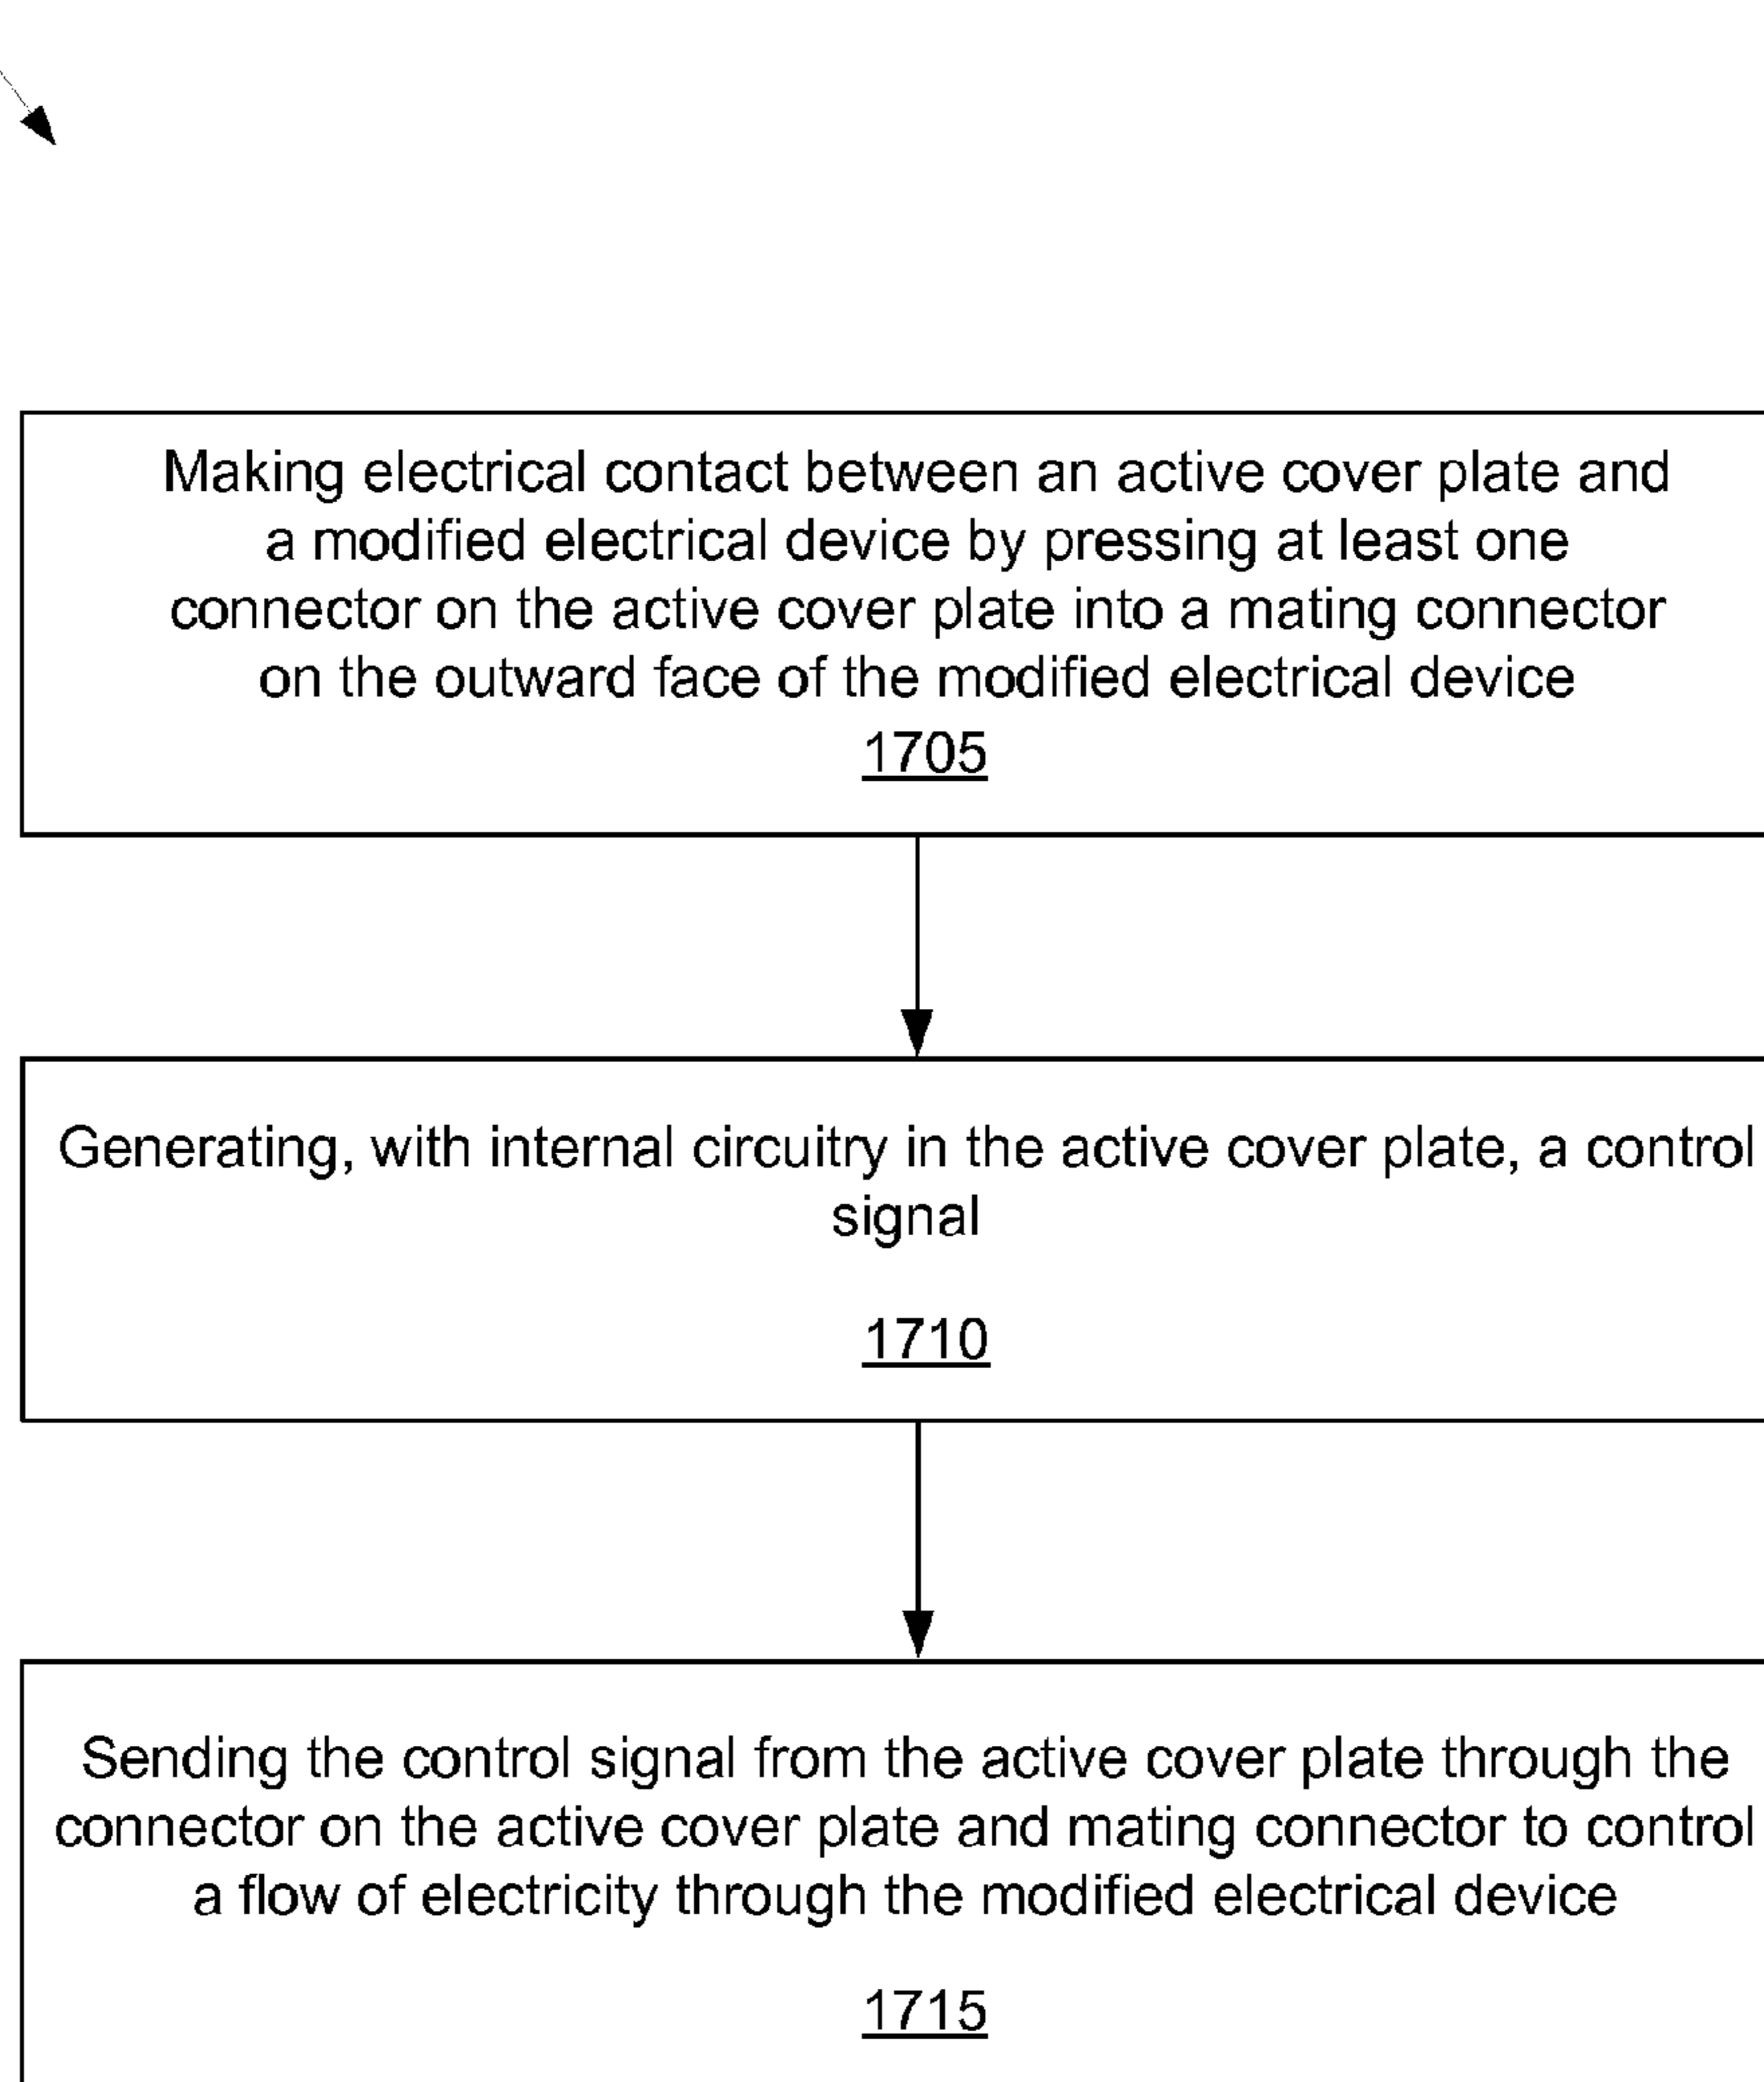 Making electrical contact between an active cover plate and
a modified electrical device by pressing at least one
connector on the active cover plate into a mating connector
on the outward face of the modified electrical device
1705
Generating, with internal circuitry in the active cover plate, a control
signal
1710
Sending the control signal from the active cover plate through the
connector on the active cover plate and mating connector to control
a flow of electricity through the modified electrical device
1715